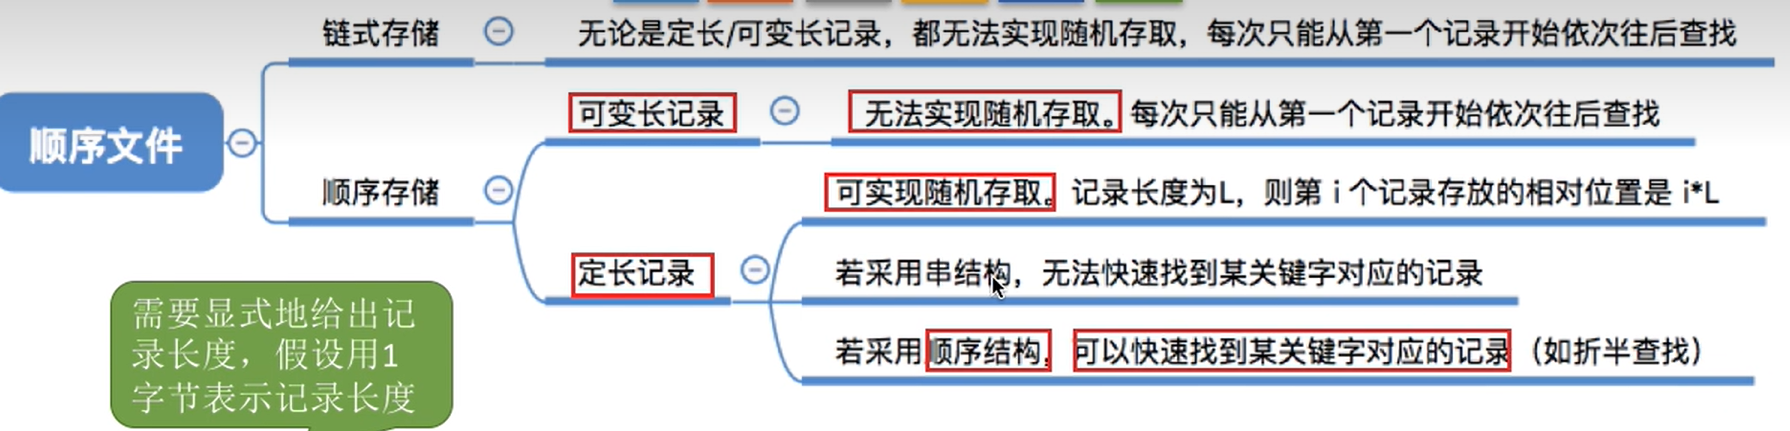 链式存储
无论是定长/可变长记录，都无法实现随机存取，每次只能从第一个记录开始依次往后查找
可变长记录
无法实现随机存取。每次只能从第一个记录开始依次往后查找
顺序文件
顺序存储
可实现随机存取。记录长度为L，则第 i 个记录存放的相对位置是 i*L
定长记录
若采用串结构，无法快速找到某关键字对应的记录
若采用顺序结构，可以快速找到某关键字对应的记录（如折半查找）
需要显式地给出记
录长度，假设用1
字节表示记录长度